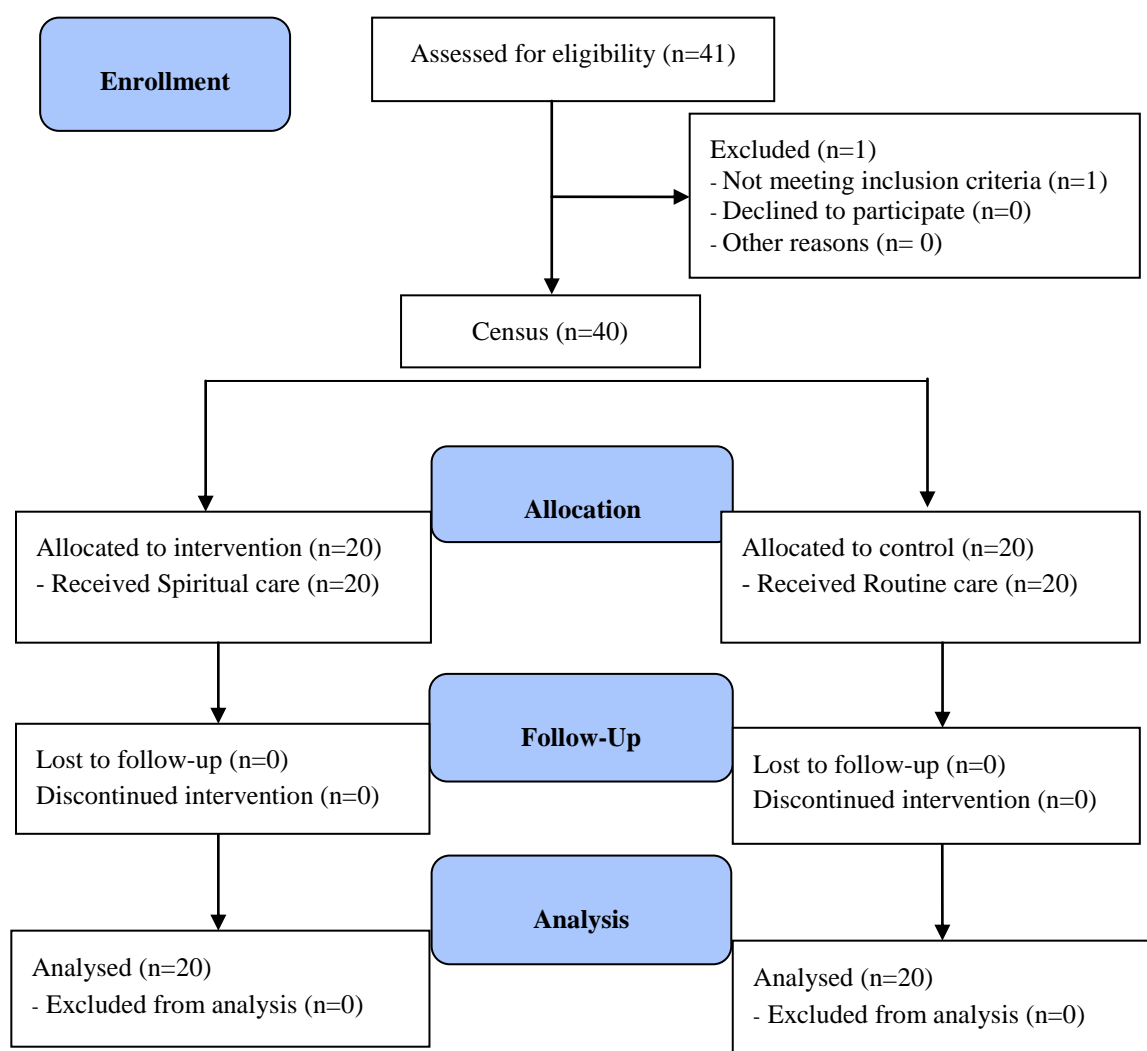 Enrollment
Assessed for eligibility (n=41)
Excluded (n=1)
- Not meeting inclusion criteria (n=1)
- Declined to participate (n=0)
- Other reasons (n= 0)
Census (n=40)
Allocation
Allocated to intervention (n=20)
- Received Spiritual care (n=20)
Allocated to control (n=20)
- Received Routine care (n=20)
Follow-Up
Lost to follow-up (n=0)
Discontinued intervention (n=0)
Lost to follow-up (n=0)
Discontinued intervention (n=0)
Analysis
Analysed (n=20)
- Excluded from analysis (n=0)
Analysed (n=20)
- Excluded from analysis (n=0)